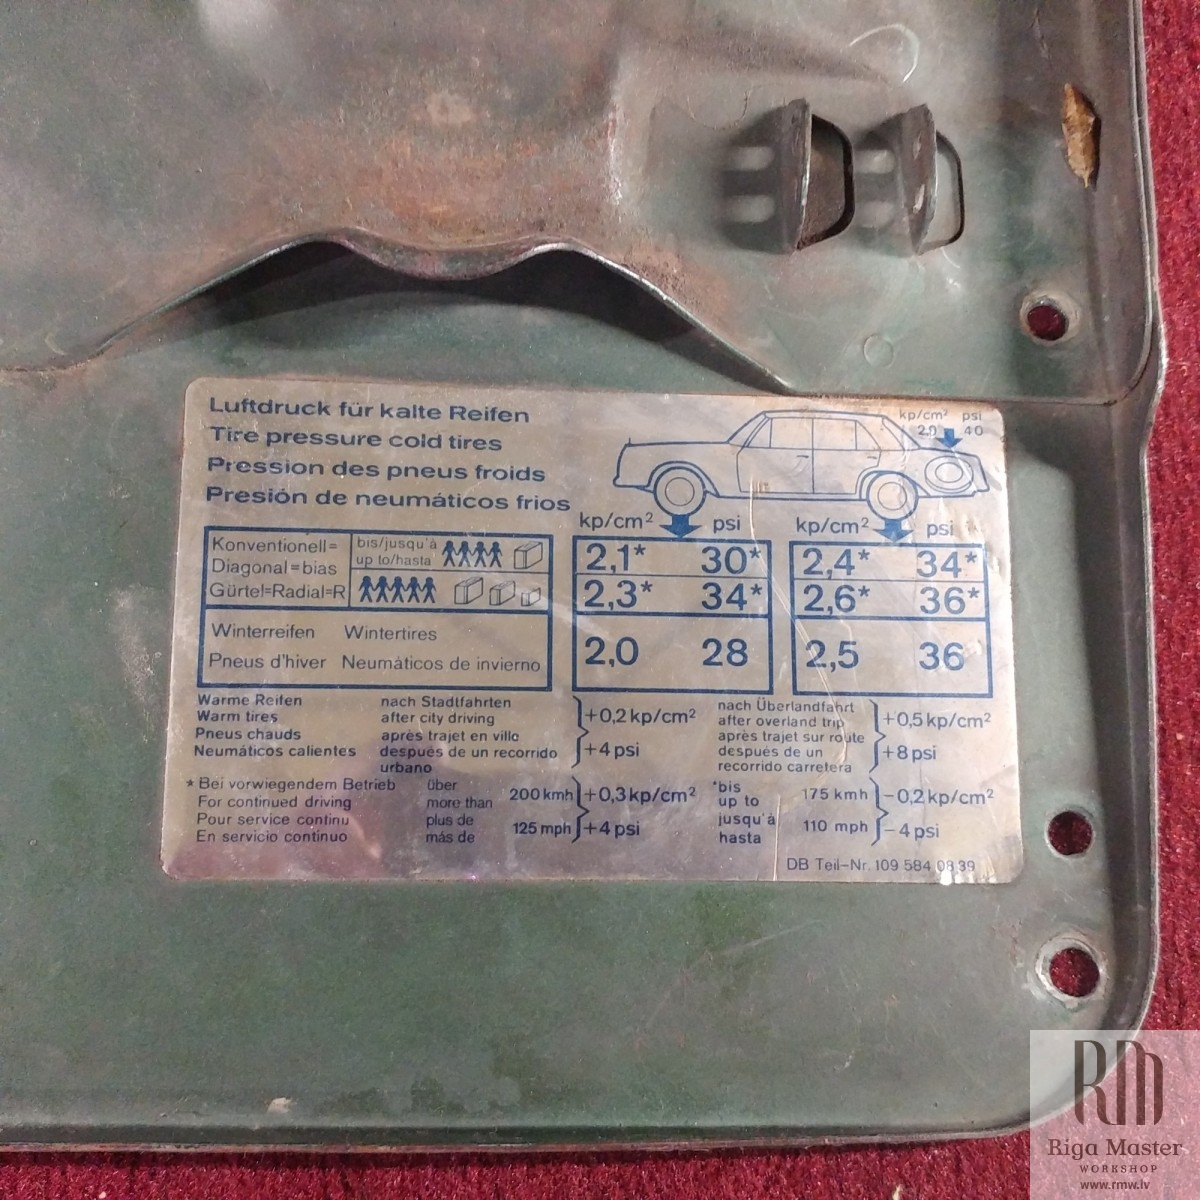 Luftdruck für kalte Reifen
Tire pressure cold tires
Pression des pneus froids
Presión de neumáticos frios
kp/cm² psi
2.9 40
kp/cm² psi kp/cm² psi
Konventionell=
Diagonal=bias
bis/jusqu'à
up to/hasta
2,1* 30* 2,4* 34*
Gürtel=Radial=R
2,3* 34* 2,6* 36*
Winterreifen Wintertires
Pneus d'hiver Neumáticos de invierno
2,0 28 2,5 36
Warme Reifen
Warm tires
Pneus chauds
Neumáticos calientes
nach Stadtfahrten
after city driving
après trajet en ville
después de un recorrido
urbano
+0,2 kp/cm²
+4 psi
nach Überlandfahrt
after overland trip
après trajet sur route
después de un
recorrido carretera
+0,5 kp/cm²
+8 psi
* Bei vorwiegendem Betrieb
For continued driving
Pour service continu
En servicio continuo
über
more than
plus de
más de
200 kmh
125 mph
+0,3 kp/cm²
+4 psi
*bis
up to
jusqu'à
hasta
175 kmh
110 mph
-0,2 kp/cm²
-4 psi
DB Teil-Nr. 109 584 08 39
RM
Riga Master
WORKSHOP
www.rmw.lv